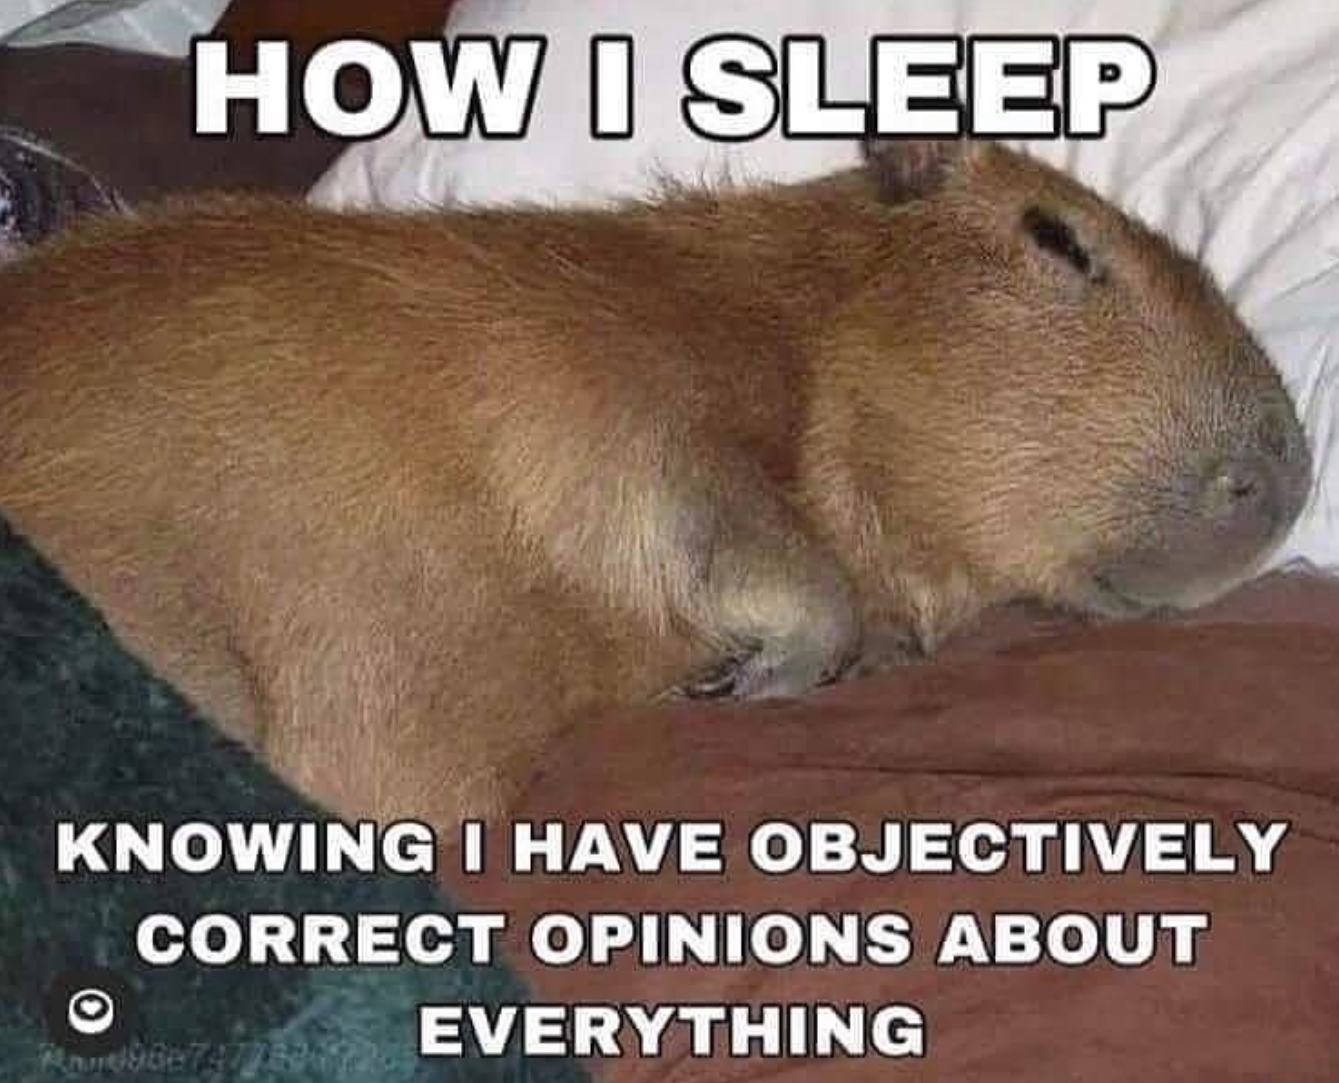 HOW I SLEEP
KNOWING I HAVE OBJECTIVELY
CORRECT OPINIONS ABOUT
EVERYTHING